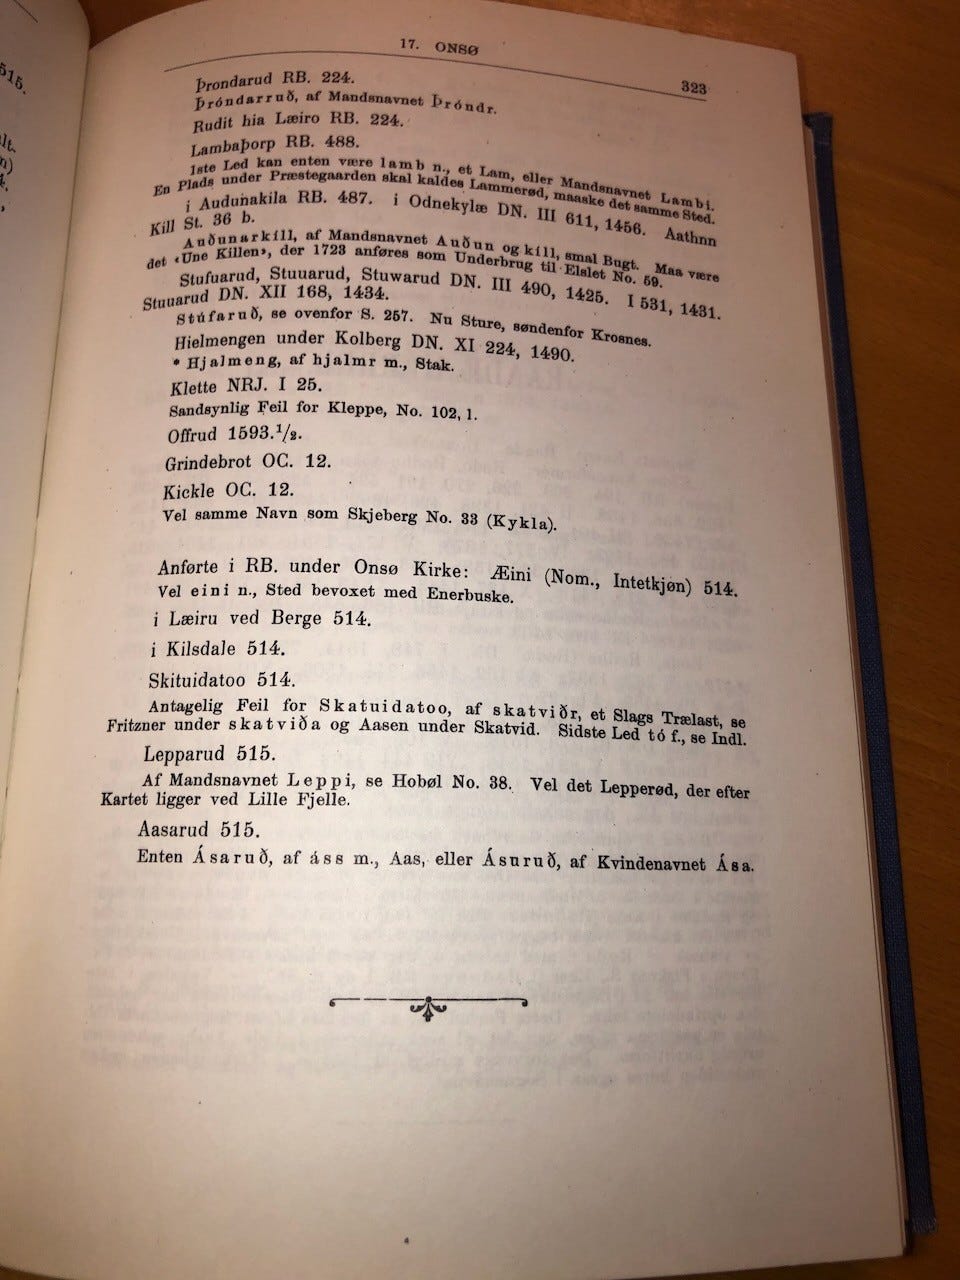 515.
lt.
n)
4.
,
17. ONSØ
323
Þrondarud RB. 224.
Þróndarruð, af Mandsnavnet Þróndr.
Rudit hia Læiro RB. 224.
Lambaþorp RB. 488.
1ste Led kan enten være lamb n., et Lam, eller Mandsnavnet Lambi.
En Plads under Præstegaarden skal kaldes Lammerød, maaske det samme Sted.
i Audunakila RB. 487. i Odnekylæ DN. III 611, 1456. Aathnn
Kill St. 36 b.
Auðunarkíll, af Mandsnavnet Auðun og kíll, smal Bugt. Maa være
det «Une Killen», der 1723 anføres som Underbrug til Elslet No. 59.
Stufuarud, Stuuarud, Stuwarud DN. III 490, 1425. I 531, 1431.
Stuuarud DN. XII 168, 1434.
Stúfaruð, se ovenfor S. 257. Nu Sture, søndenfor Krosnes.
Hielmengen under Kolberg DN. XI 224, 1490.
* Hjalmeng, af hjalmr m., Stak.
Klette NRJ. I 25.
Sandsynlig Feil for Kleppe, No. 102, 1.
Offrud 1593.1/2.
Grindebrot OC. 12.
Kickle OC. 12.
Vel samme Navn som Skjeberg No. 33 (Kykla).
Anførte i RB. under Onsø Kirke: Æini (Nom., Intetkjøn) 514.
Vel eini n., Sted bevoxet med Enerbuske.
i Læiru ved Berge 514.
i Kilsdale 514.
Skituidatoo 514.
Antagelig Feil for Skatuidatoo, af skatviðr, et Slags Trælast, se
Fritzner under skatviða og Aasen under Skatvid. Sidste Led tó f., se Indl.
Lepparud 515.
Af Mandsnavnet Leppi, se Hobøl No. 38. Vel det Lepperød, der efter
Kartet ligger ved Lille Fjelle.
Aasarud 515.
Enten Ásaruð, af áss m., Aas, eller Ásuruð, af Kvindenavnet Ása.